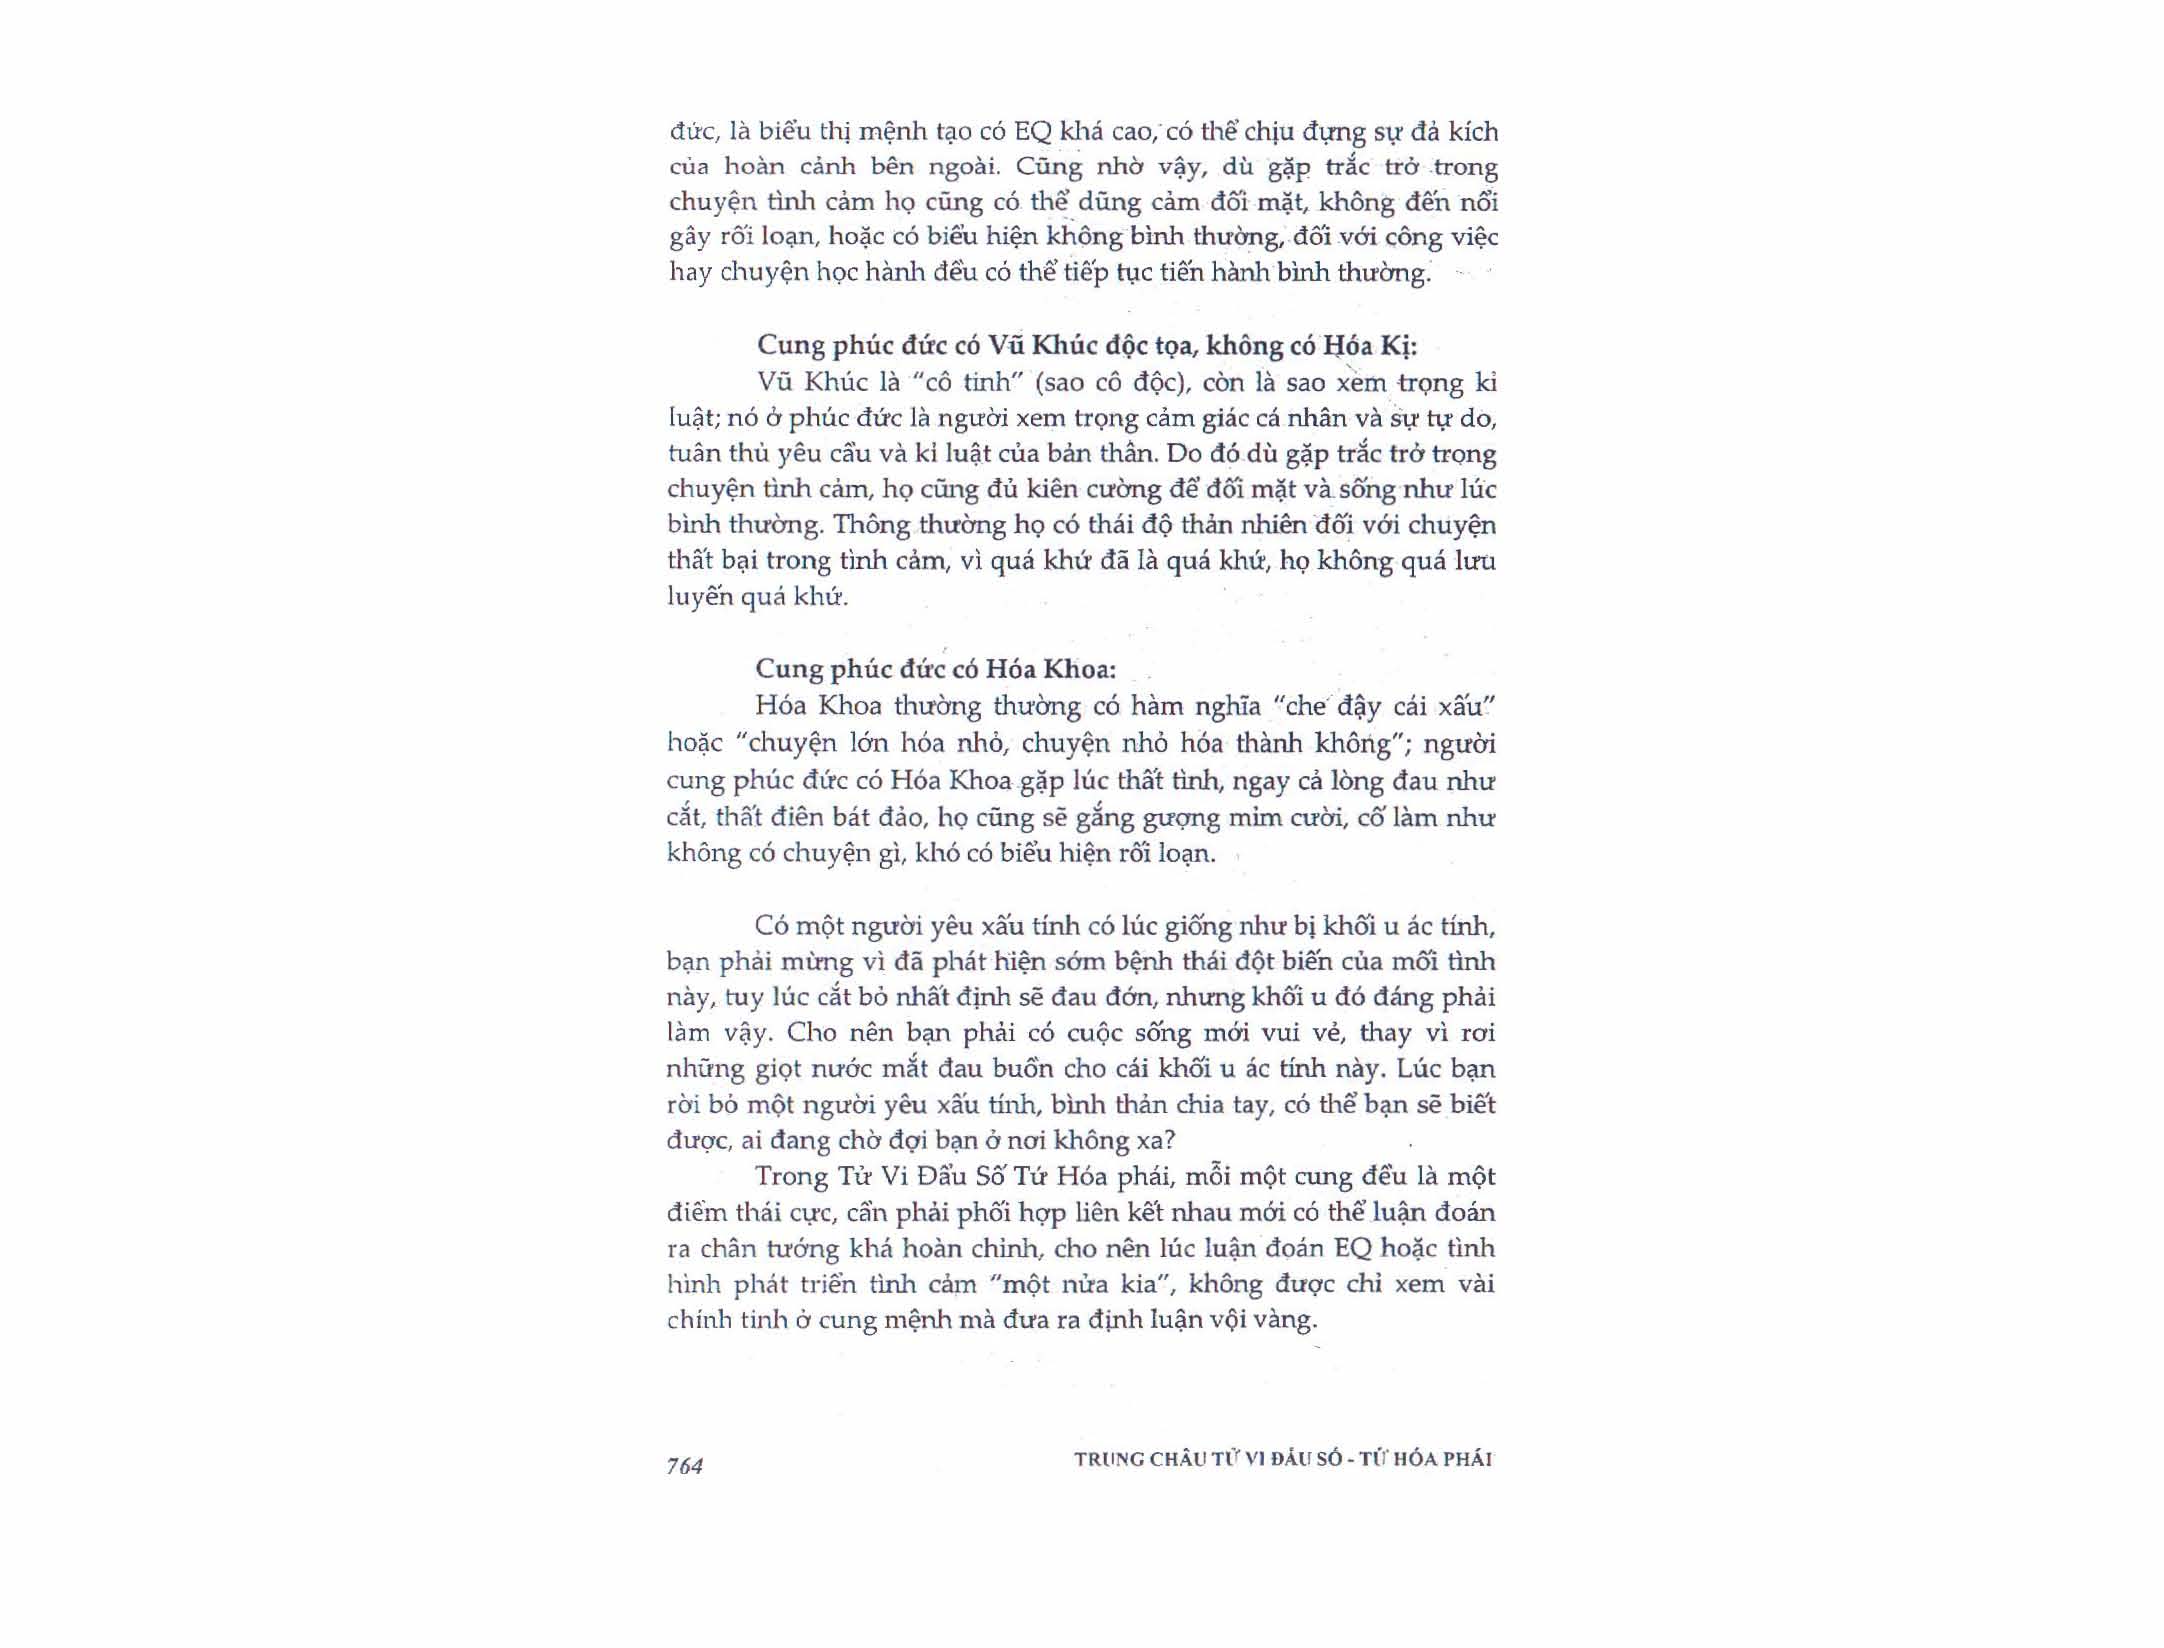 đức, là biểu thị mệnh tạo có EQ khá cao, có thể chịu đựng sự đả kích
của hoàn cảnh bên ngoài. Cũng nhờ vậy, dù gặp trắc trở trong
chuyện tình cảm họ cũng có thể dũng cảm đối mặt, không đến nổi
gây rối loạn, hoặc có biểu hiện không bình thường, đối với công việc
hay chuyện học hành đều có thể tiếp tục tiến hành bình thường.
Cung phúc đức có Vũ Khúc độc tọa, không có Hóa Kị:
Vũ Khúc là "cô tinh" (sao cô độc), còn là sao xem trọng kỉ
luật; nó ở phúc đức là người xem trọng cảm giác cá nhân và sự tự do,
tuân thủ yêu cầu và kỉ luật của bản thân. Do đó dù gặp trắc trở trong
chuyện tình cảm, họ cũng đủ kiên cường để đối mặt và sống như lúc
bình thường. Thông thường họ có thái độ thản nhiên đối với chuyện
thất bại trong tình cảm, vì quá khứ đã là quá khứ, họ không quá lưu
luyến quá khứ.
Cung phúc đức có Hóa Khoa:
Hóa Khoa thường thường có hàm nghĩa "che đậy cái xấu"
hoặc "chuyện lớn hóa nhỏ, chuyện nhỏ hóa thành không"; người
cung phúc đức có Hóa Khoa gặp lúc thất tình, ngay cả lòng đau như
cắt, thất điên bát đảo, họ cũng sẽ gắng gượng mỉm cười, cố làm như
không có chuyện gì, khó có biểu hiện rối loạn.
Có một người yêu xấu tính có lúc giống như bị khối u ác tính,
bạn phải mừng vì đã phát hiện sớm bệnh thái đột biến của mối tình
này, tuy lúc cắt bỏ nhất định sẽ đau đớn, nhưng khối u đó đáng phải
làm vậy. Cho nên bạn phải có cuộc sống mới vui vẻ, thay vì rơi
những giọt nước mắt đau buồn cho cái khối u ác tính này. Lúc bạn
rời bỏ một người yêu xấu tính, bình thản chia tay, có thể bạn sẽ biết
được, ai đang chờ đợi bạn ở nơi không xa?
Trong Tử Vi Đẩu Số Tứ Hóa phái, mỗi một cung đều là một
điểm thái cực, cần phải phối hợp liên kết nhau mới có thể luận đoán
ra chân tướng khá hoàn chỉnh, cho nên lúc luận đoán EQ hoặc tình
hình phát triển tình cảm "một nửa kia", không được chỉ xem vài
chính tinh ở cung mệnh mà đưa ra định luận vội vàng.
764
TRUNG CHÂU TỬ VI ĐẨU SỐ - TỨ HÓA PHÁI